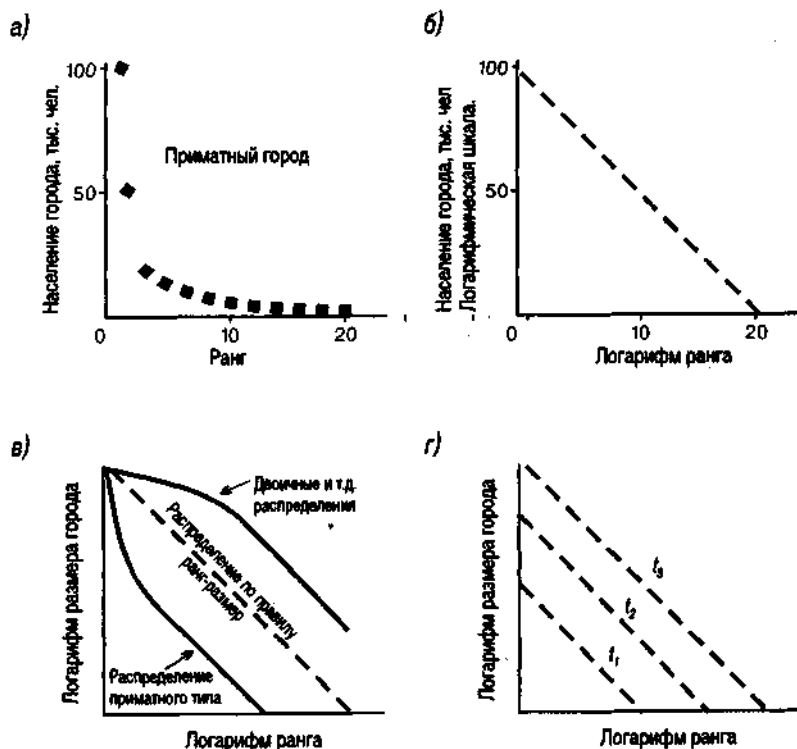 а)
Население города, тыс. чел.
100
50
Приматный город
0
10
20
Ранг
б)
Население города, тыс. чел
Логарифмическая шкала.
100
50
0
10
20
Логарифм ранга
в)
Логарифм размера города
Двоичные и т.д.
распределения
Распределение по правилу
ранг-размер
Распределение
приматного типа
Логарифм ранга
г)
Логарифм размера города
t₃
t₂
t₁
Логарифм ранга